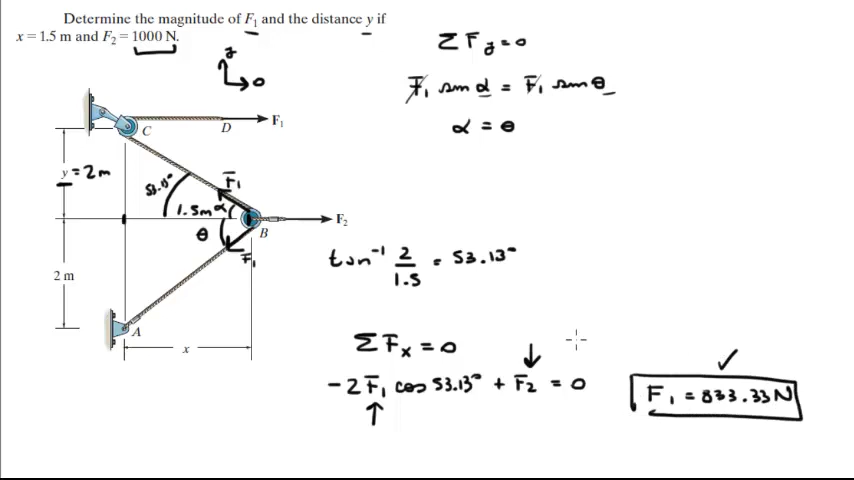 Determine the magnitude of F₁ and the distance y if
x = 1.5 m and F₂ = 1000 N.
ΣFy=0
F₁ sin α = F₁ sin θ
α = θ
y
C
D
F₁
y = 2m
53.13°
F₁
1.5m α
F₂
θ
B
F₁
tan⁻¹ 2/1.5 = 53.13°
2 m
A
x
ΣFx = 0
-2F₁ cos 53.13° + F₂ = 0
F₁ = 833.33N